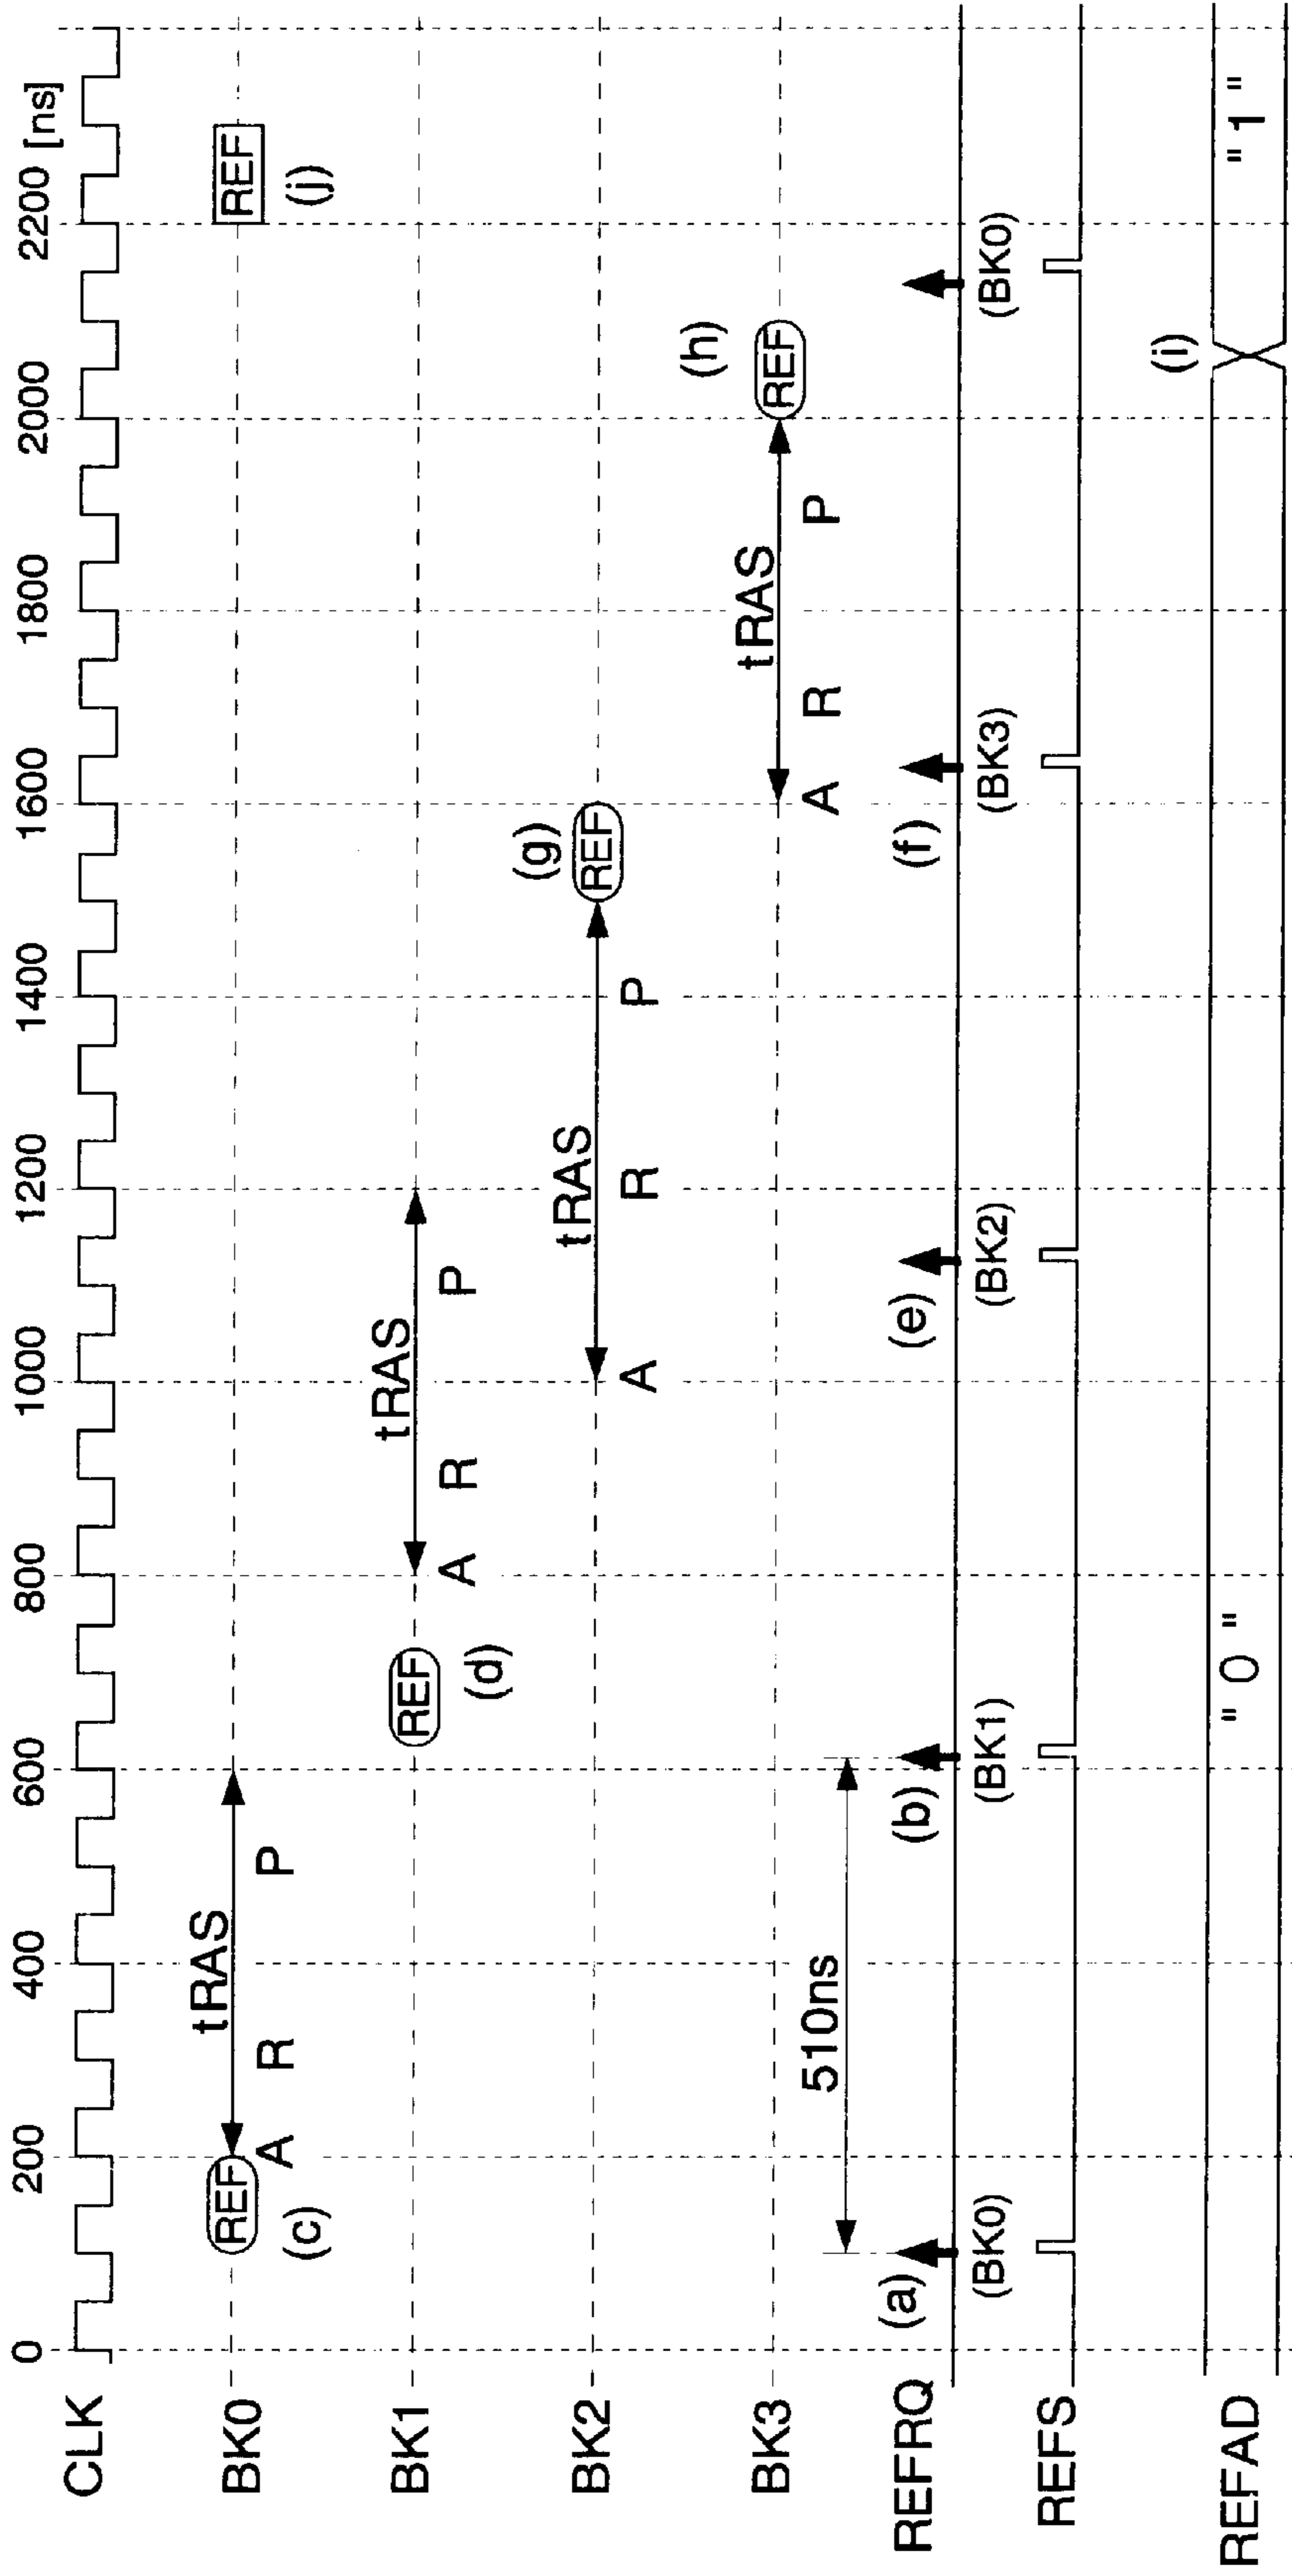 CLK 0 200 400 600 800 1000 1200 1400 1600 1800 2000 2200 [ns]
BK0 REF tRAS REF
(c) A R P (j)
BK1 REF tRAS
(d) A R P
BK2 tRAS REF (g)
A R P
BK3 tRAS REF (h)
A R P
510ns
REFRQ (a) (b) (e) (f)
(BK0) (BK1) (BK2) (BK3) (BK0)
REFS
(i)
REFAD " 0 " " 1 "